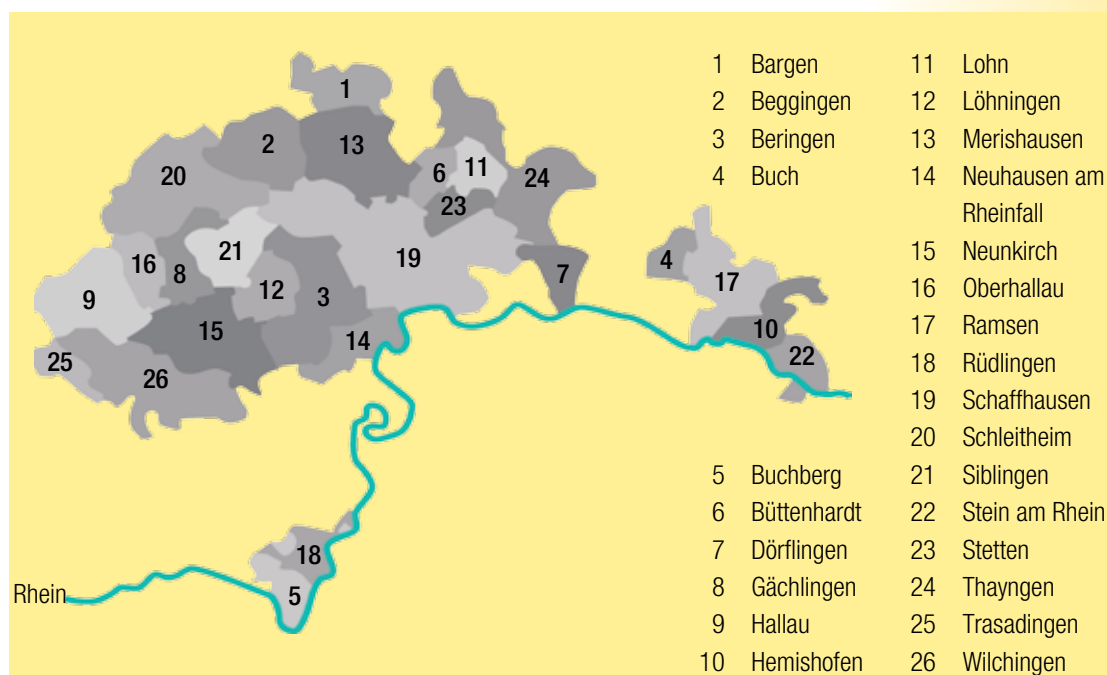 1
2
13
20
6
11
24
23
16
8
21
19
7
4
17
9
12
3
15
14
10
25
26
22
18
5
Rhein
1 Bargen
2 Beggingen
3 Beringen
4 Buch
5 Buchberg
6 Büttenhardt
7 Dörflingen
8 Gächlingen
9 Hallau
10 Hemishofen
11 Lohn
12 Löhningen
13 Merishausen
14 Neuhausen am
Rheinfall
15 Neunkirch
16 Oberhallau
17 Ramsen
18 Rüdlingen
19 Schaffhausen
20 Schleitheim
21 Siblingen
22 Stein am Rhein
23 Stetten
24 Thayngen
25 Trasadingen
26 Wilchingen